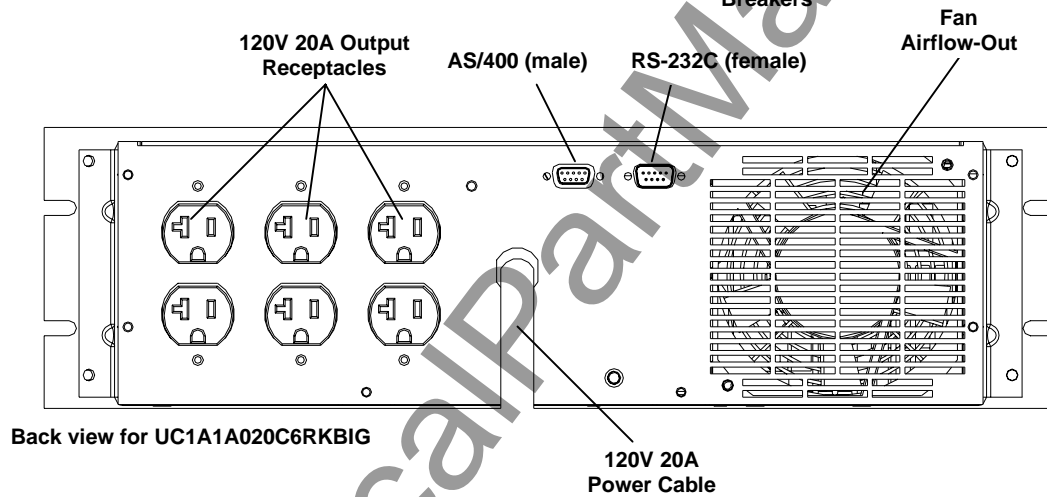 Breakers
Fan
Airflow-Out
120V 20A Output
Receptacles
AS/400 (male)
RS-232C (female)
Back view for UC1A1A020C6RKBIG
120V 20A
Power Cable